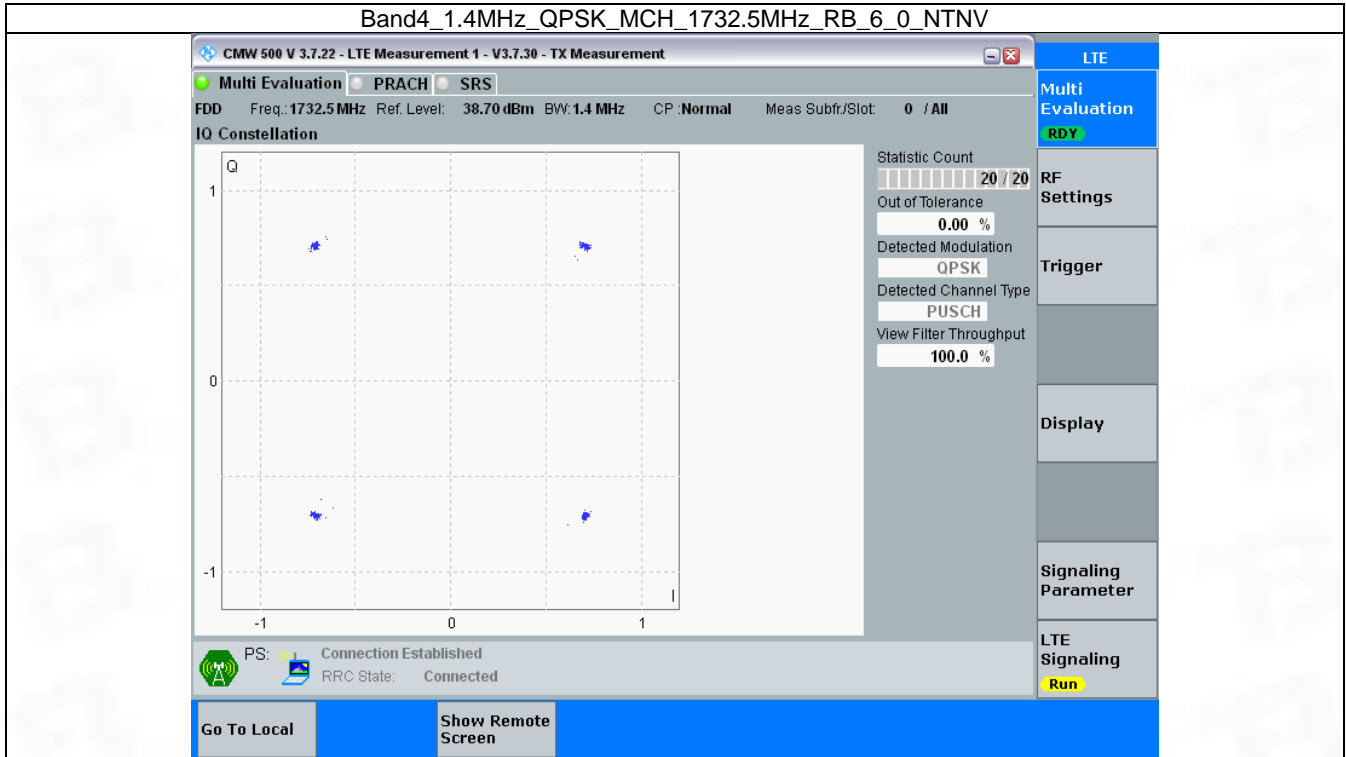 Band4_1.4MHz_QPSK_MCH_1732.5MHz_RB_6_0_NTNV
CMW 500 V 3.7.22 - LTE Measurement 1 - V3.7.30 - TX Measurement
LTE
Multi Evaluation PRACH SRS
FDD Freq.: 1732.5 MHz Ref. Level: 38.70 dBm BW: 1.4 MHz CP : Normal Meas Subfr./Slot: 0 / All
IQ Constellation
Q
1
0
-1
I
-1 0 1
Statistic Count
20 / 20
Out of Tolerance
0.00 %
Detected Modulation
QPSK
Detected Channel Type
PUSCH
View Filter Throughput
100.0 %
Multi
Evaluation
RDY
RF
Settings
Trigger
Display
Signaling
Parameter
LTE
Signaling
Run
PS: Connection Established
RRC State: Connected
A
Go To Local
Show Remote
Screen